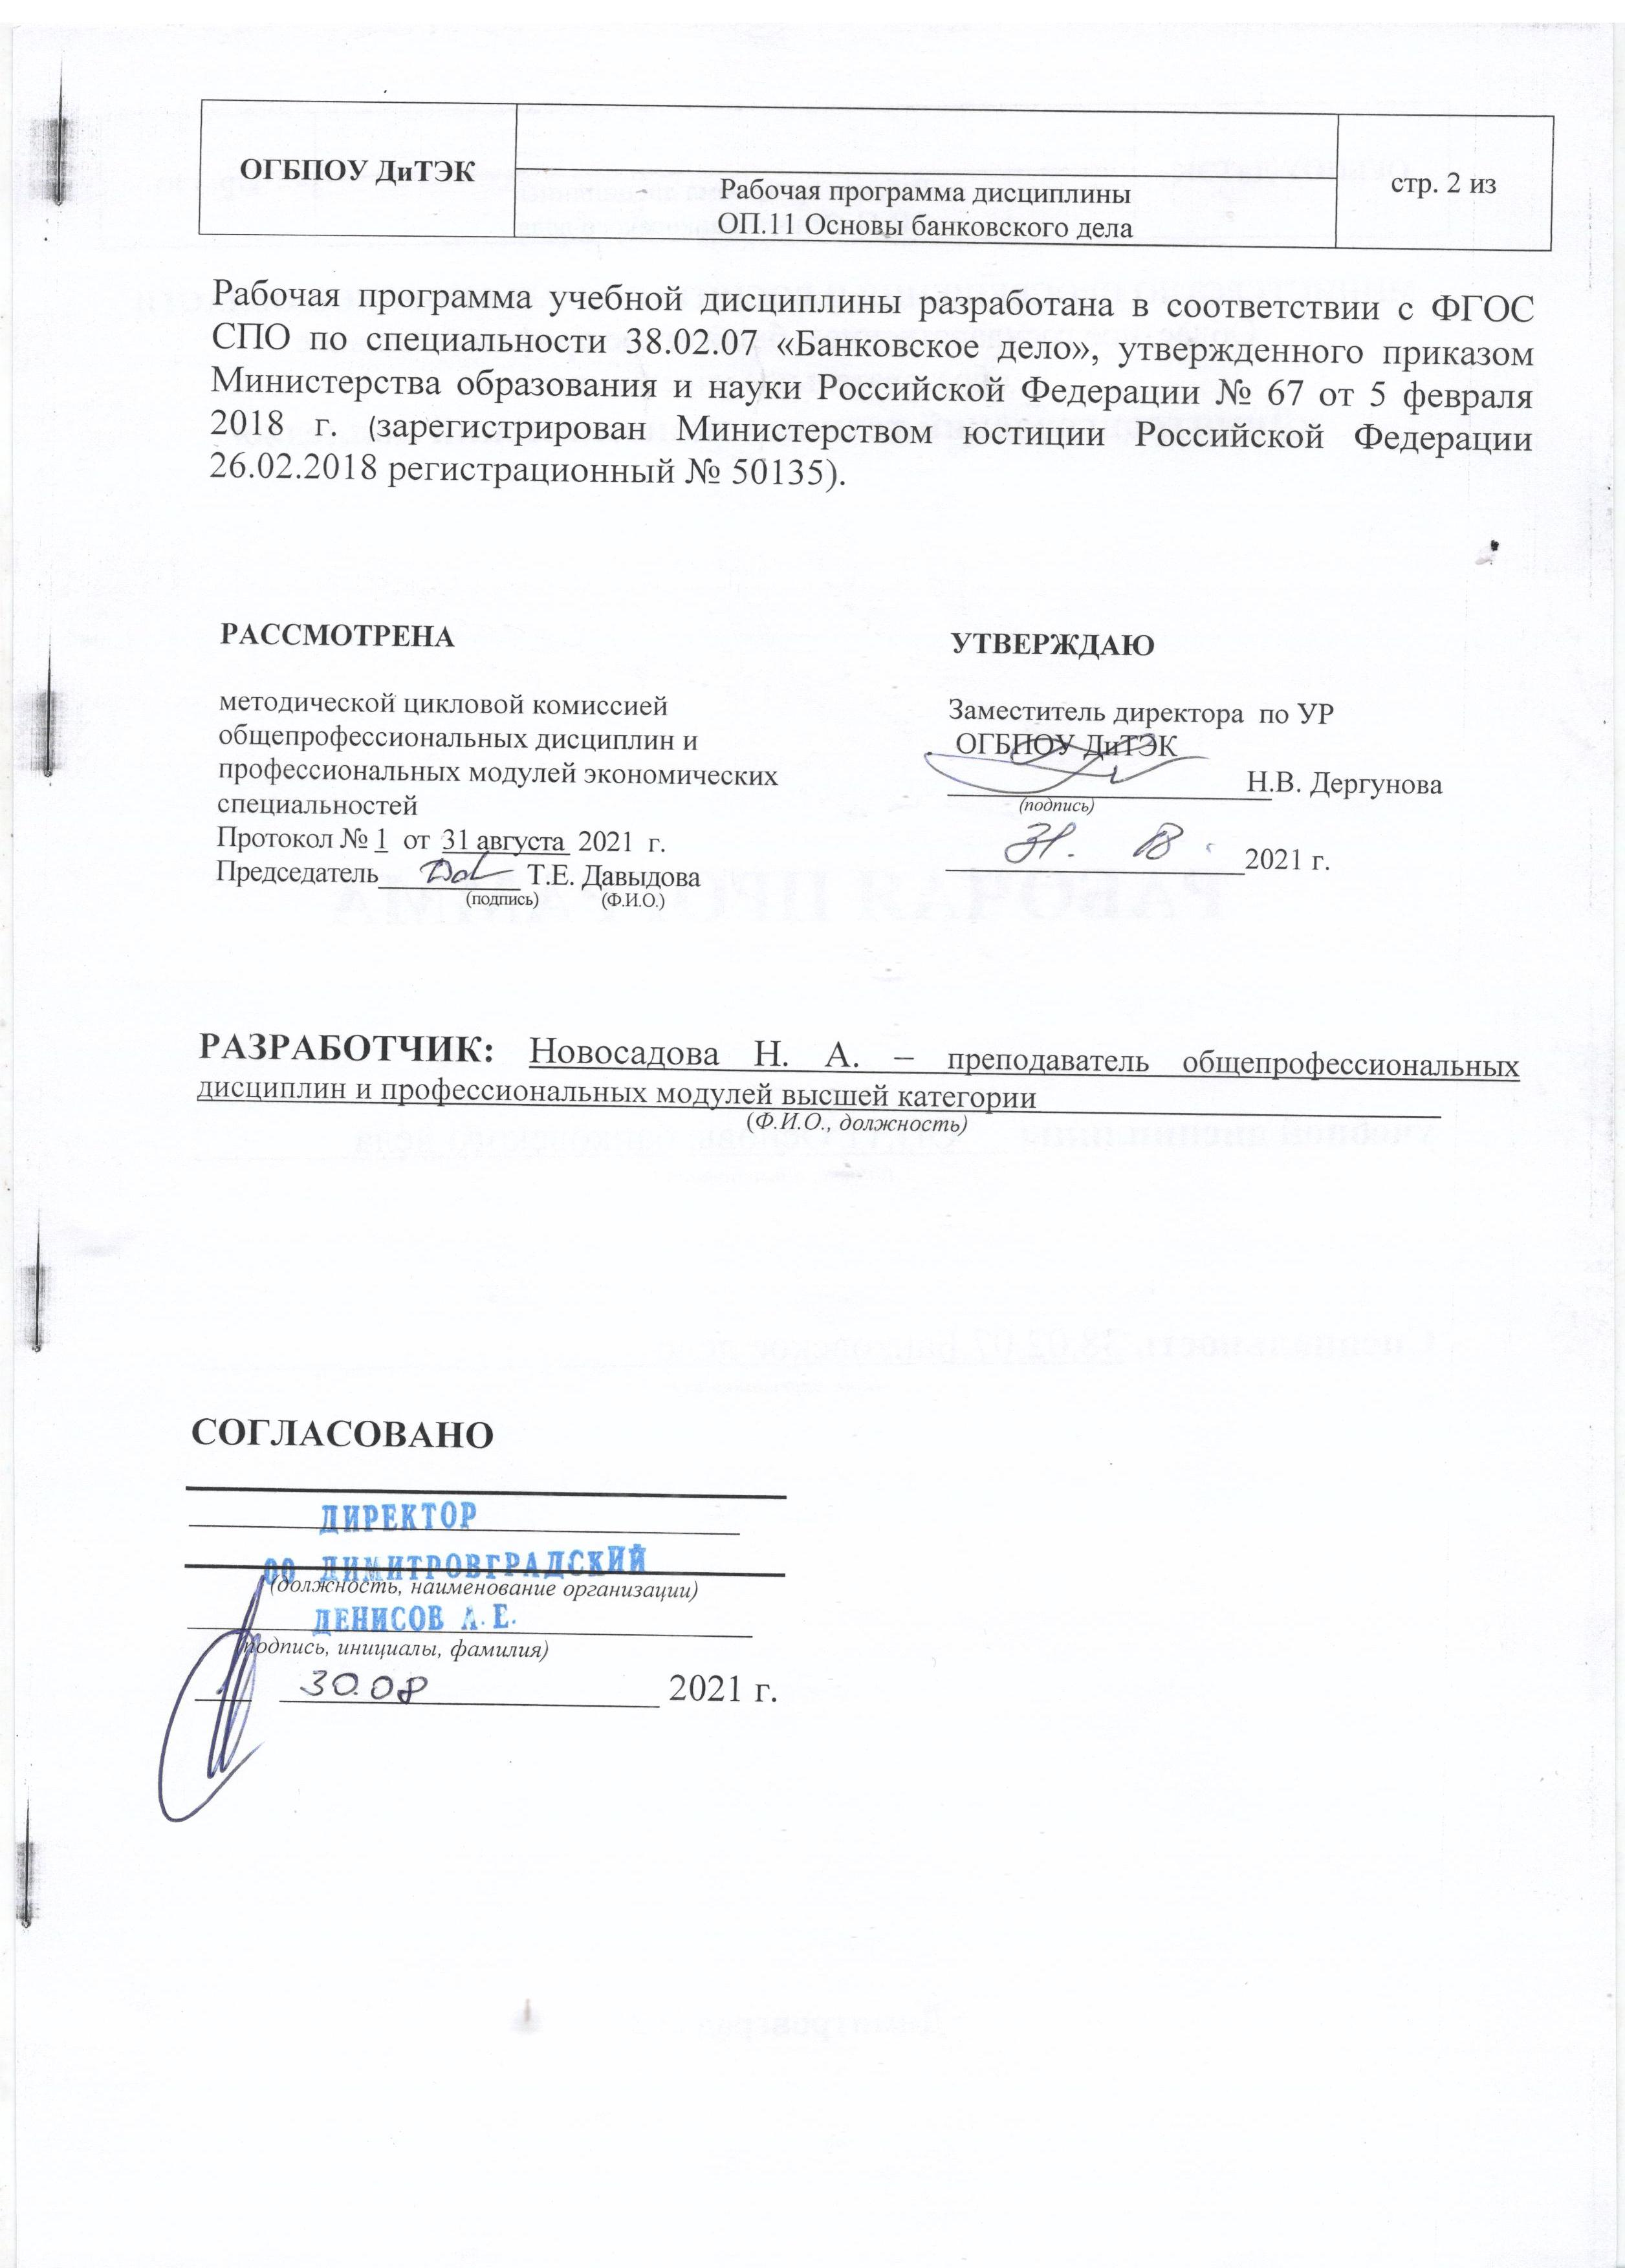 ОГБПОУ ДиТЭК
Рабочая программа дисциплины
ОП.11 Основы банковского дела
стр. 2 из
Рабочая программа учебной дисциплины разработана в соответствии с ФГОС
СПО по специальности 38.02.07 «Банковское дело», утвержденного приказом
Министерства образования и науки Российской Федерации № 67 от 5 февраля
2018 г. (зарегистрирован Министерством юстиции Российской Федерации
26.02.2018 регистрационный № 50135).
РАССМОТРЕНА
методической цикловой комиссией
общепрофессиональных дисциплин и
профессиональных модулей экономических
специальностей
Протокол № 1 от 31 августа 2021 г.
Председатель Т.Е. Давыдова
(подпись) (Ф.И.О.)
УТВЕРЖДАЮ
Заместитель директора по УР
ОГБПОУ ДиТЭК
Н.В. Дергунова
(подпись)
31. 08. 2021 г.
РАЗРАБОТЧИК: Новосадова Н. А. – преподаватель общепрофессиональных
дисциплин и профессиональных модулей высшей категории
(Ф.И.О., должность)
СОГЛАСОВАНО
ДИРЕКТОР
ОО ДИМИТРОВГРАДСКИЙ
(должность, наименование организации)
ДЕНИСОВ А.Е.
(подпись, инициалы, фамилия)
30.08 2021 г.